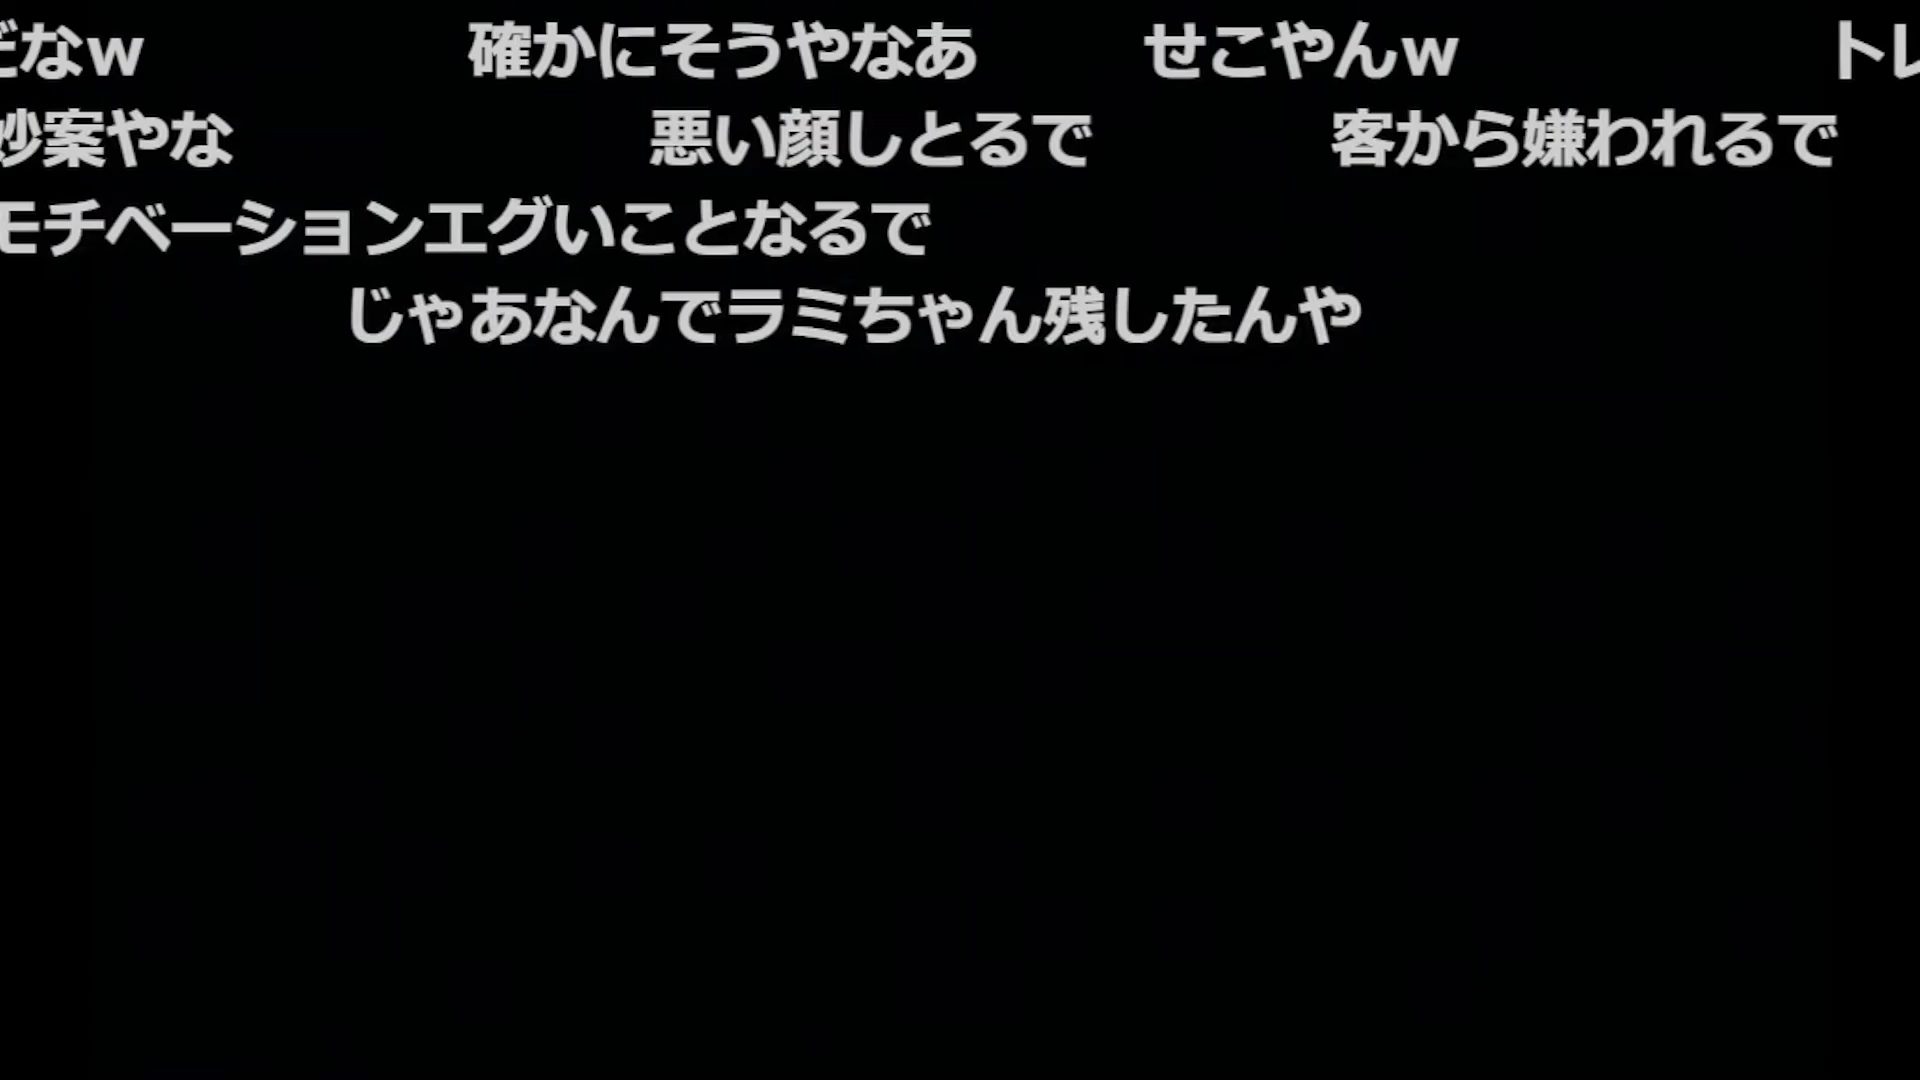 なw 確かにそうやなあ せこやんw ト
妙案やな 悪い顔しとるで 客から嫌われるで
モチベーションエグいことなるで
じゃあなんでラミちゃん残したんや